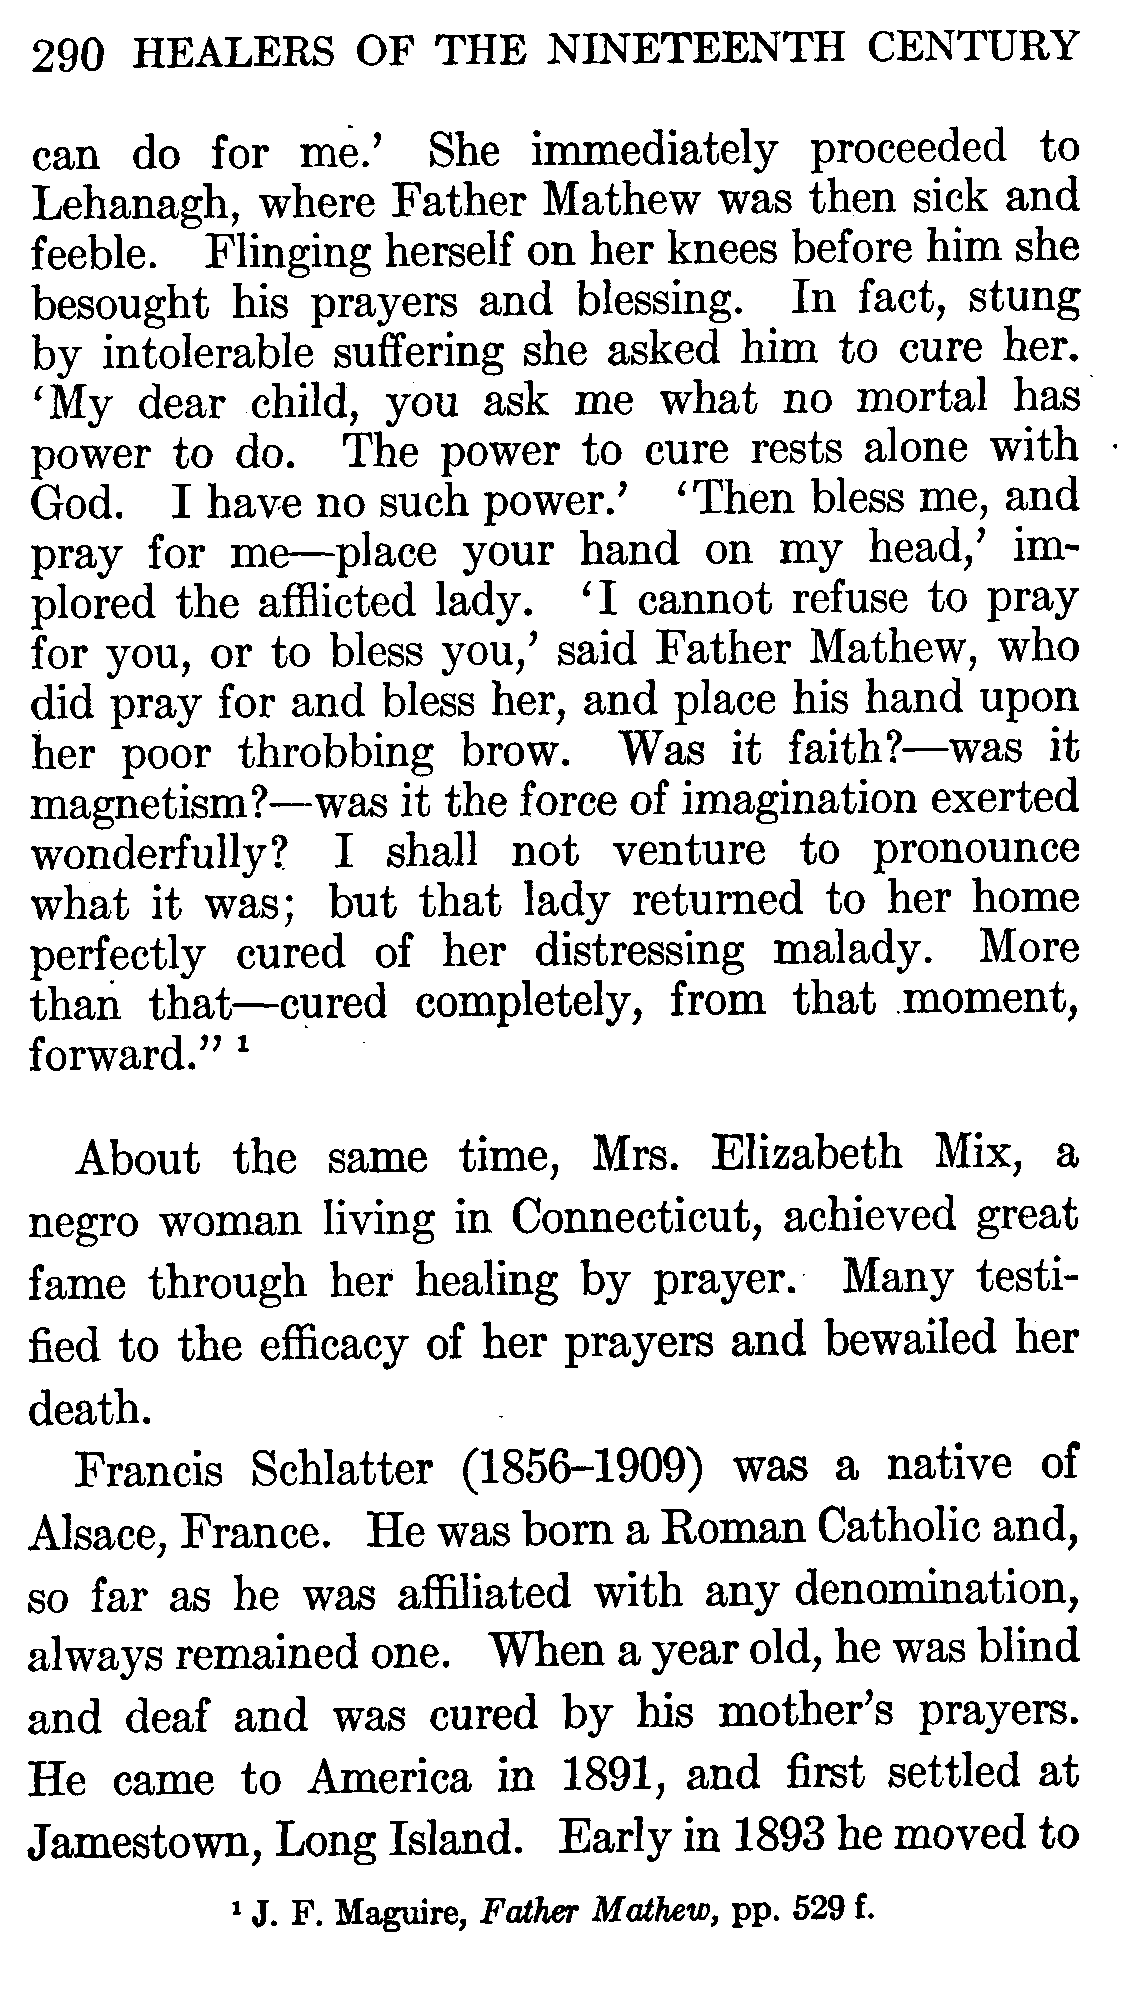 290 HEALERS OF THE NINETEENTH CENTURY
can do for me.’ She immediately proceeded to
Lehanagh, where Father Mathew was then sick and
feeble. Flinging herself on her knees before him she
besought his prayers and blessing. In fact, stung
by intolerable suffering she asked him to cure her.
‘My dear child, you ask me what no mortal has
power to do. The power to cure rests alone with
God. I have no such power.’ ‘Then bless me, and
pray for me—place your hand on my head,’ im-
plored the afflicted lady. ‘I cannot refuse to pray
for you, or to bless you,’ said Father Mathew, who
did pray for and bless her, and place his hand upon
her poor throbbing brow. Was it faith?—was it
magnetism?—was it the force of imagination exerted
wonderfully? I shall not venture to pronounce
what it was; but that lady returned to her home
perfectly cured of her distressing malady. More
than that—cured completely, from that moment,
forward.” ¹
About the same time, Mrs. Elizabeth Mix, a
negro woman living in Connecticut, achieved great
fame through her healing by prayer. Many testi-
fied to the efficacy of her prayers and bewailed her
death.
Francis Schlatter (1856–1909) was a native of
Alsace, France. He was born a Roman Catholic and,
so far as he was affiliated with any denomination,
always remained one. When a year old, he was blind
and deaf and was cured by his mother’s prayers.
He came to America in 1891, and first settled at
Jamestown, Long Island. Early in 1893 he moved to
¹ J. F. Maguire, Father Mathew, pp. 529 f.